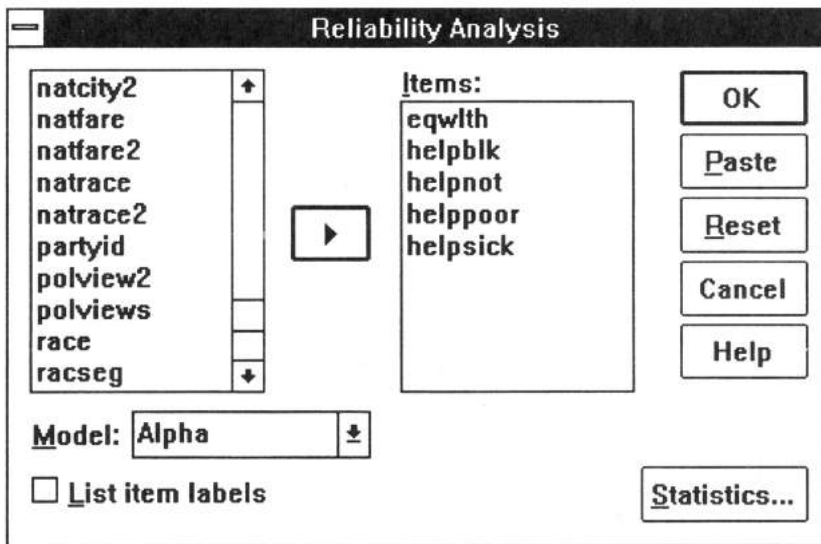 Reliability Analysis
natcity2
natfare
natfare2
natrace
natrace2
partyid
polview2
polviews
race
racseg
Items:
eqwlth
helpblk
helpnot
helppoor
helpsick
OK
Paste
Reset
Cancel
Help
Model: Alpha
List item labels
Statistics...